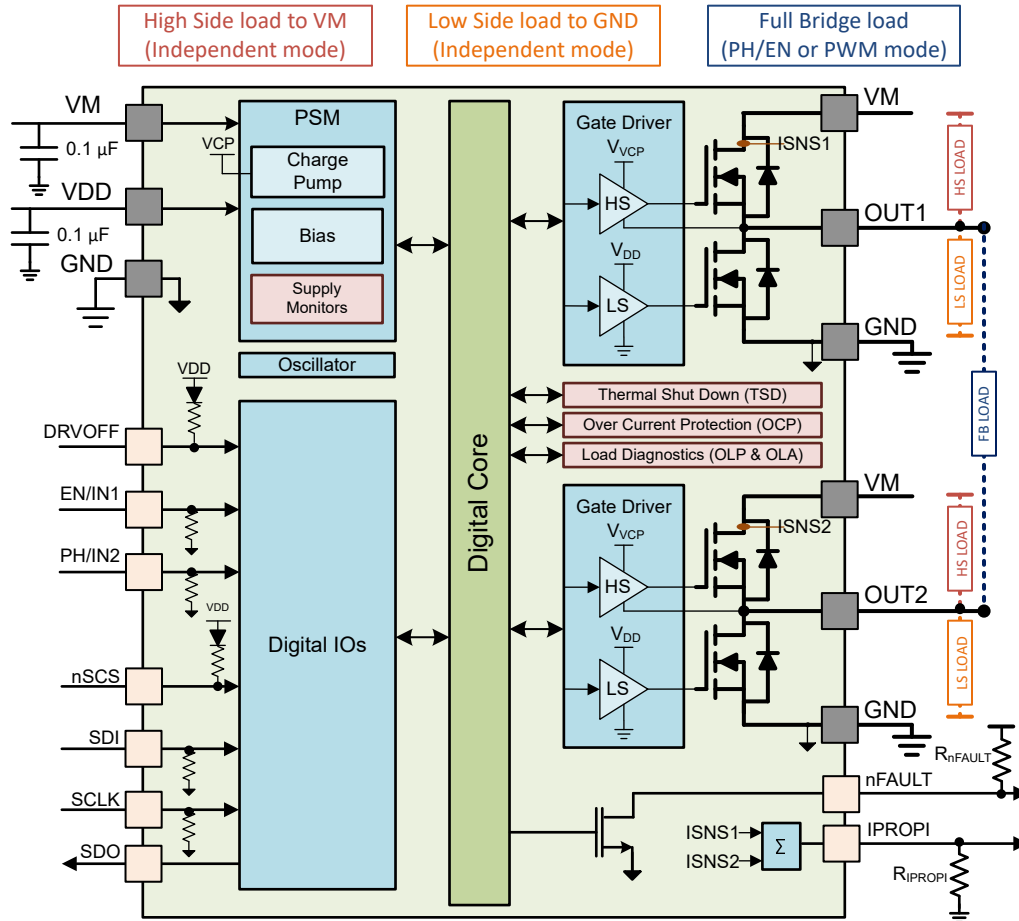 High Side load to VM
(Independent mode)
Low Side load to GND
(Independent mode)
Full Bridge load
(PH/EN or PWM mode)
VM
0.1 µF
VDD
0.1 µF
GND
PSM
VCP
Charge
Pump
Bias
Supply
Monitors
Oscillator
VDD
DRVOFF
EN/IN1
PH/IN2
VDD
nSCS
SDI
SCLK
SDO
Digital IOs
Digital Core
Gate Driver
VVCP
HS
VDD
LS
ISNS1
VM
OUT1
GND
HS LOAD
LS LOAD
FB LOAD
Thermal Shut Down (TSD)
Over Current Protection (OCP)
Load Diagnostics (OLP & OLA)
Gate Driver
VVCP
HS
VDD
LS
ISNS2
VM
OUT2
GND
HS LOAD
LS LOAD
RnFAULT
nFAULT
ISNS1
ISNS2
Σ
IPROPI
RIPROPI